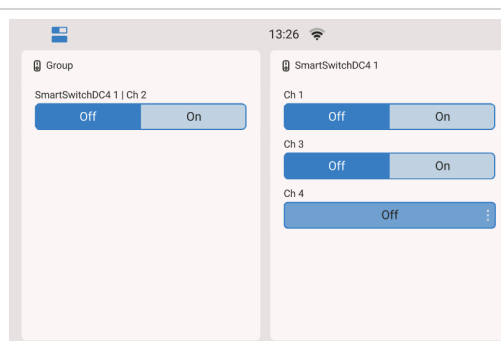 13:26
Group
SmartSwitchDC4 1 | Ch 2
Off On
SmartSwitchDC4 1
Ch 1
Off On
Ch 3
Off On
Ch 4
Off